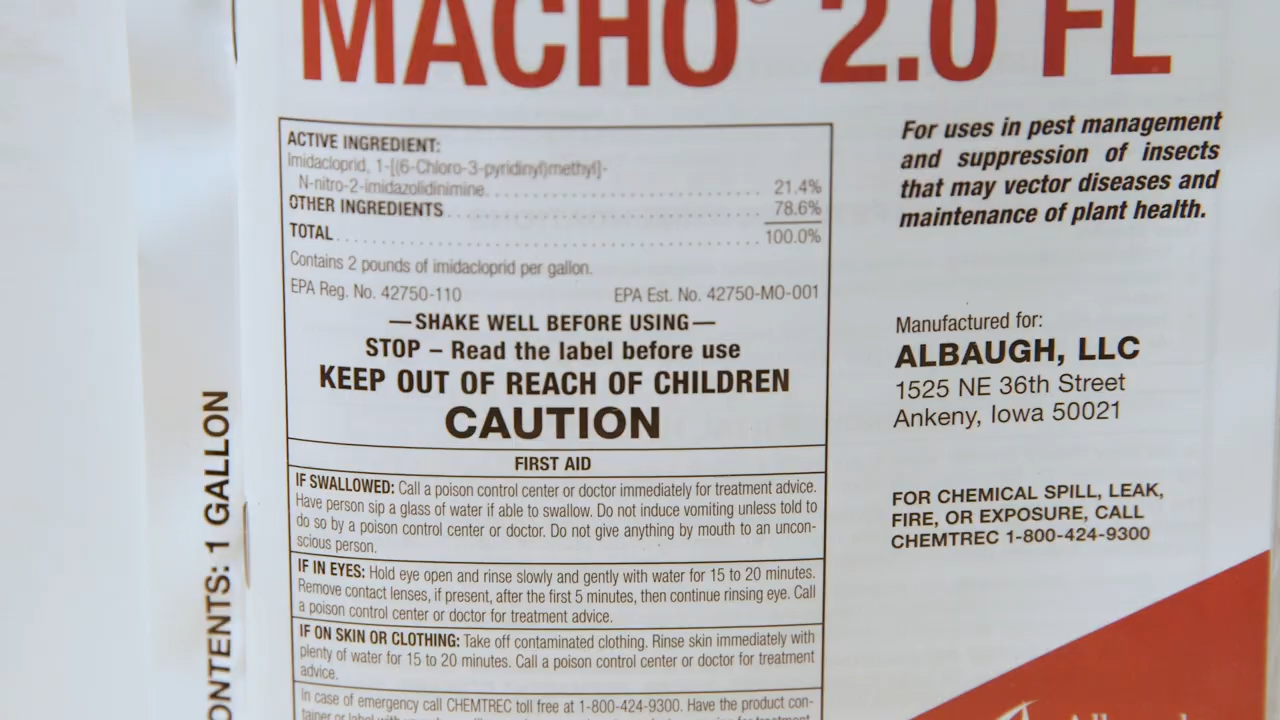 MACHO® 2.0 FL
ACTIVE INGREDIENT:
Imidacloprid, 1-[(6-Chloro-3-pyridinyl)methyl]-
N-nitro-2-imidazolidinimine. 21.4%
OTHER INGREDIENTS 78.6%
TOTAL 100.0%
Contains 2 pounds of imidacloprid per gallon.
EPA Reg. No. 42750-110 EPA Est. No. 42750-MO-001
—SHAKE WELL BEFORE USING—
STOP – Read the label before use
KEEP OUT OF REACH OF CHILDREN
CAUTION
FIRST AID
IF SWALLOWED: Call a poison control center or doctor immediately for treatment advice.
Have person sip a glass of water if able to swallow. Do not induce vomiting unless told to
do so by a poison control center or doctor. Do not give anything by mouth to an uncon-
scious person.
IF IN EYES: Hold eye open and rinse slowly and gently with water for 15 to 20 minutes.
Remove contact lenses, if present, after the first 5 minutes, then continue rinsing eye. Call
a poison control center or doctor for treatment advice.
IF ON SKIN OR CLOTHING: Take off contaminated clothing. Rinse skin immediately with
plenty of water for 15 to 20 minutes. Call a poison control center or doctor for treatment
advice.
In case of emergency call CHEMTREC toll free at 1-800-424-9300. Have the product con-
For uses in pest management
and suppression of insects
that may vector diseases and
maintenance of plant health.
Manufactured for:
ALBAUGH, LLC
1525 NE 36th Street
Ankeny, Iowa 50021
FOR CHEMICAL SPILL, LEAK,
FIRE, OR EXPOSURE, CALL
CHEMTREC 1-800-424-9300
ONTENTS: 1 GALLON